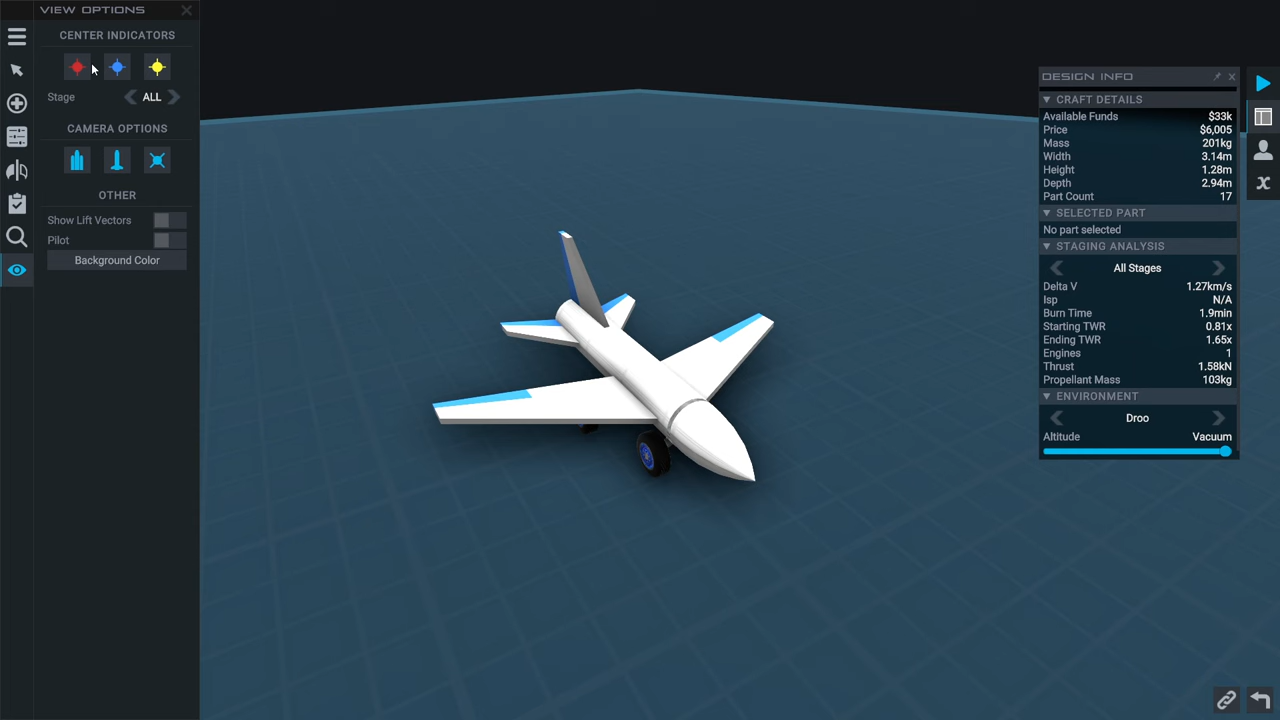 VIEW OPTIONS
CENTER INDICATORS
Stage ALL
CAMERA OPTIONS
OTHER
Show Lift Vectors
Pilot
Background Color
DESIGN INFO
CRAFT DETAILS
Available Funds $33k
Price $6,005
Mass 201kg
Width 3.14m
Height 1.28m
Depth 2.94m
Part Count 17
SELECTED PART
No part selected
STAGING ANALYSIS
All Stages
Delta V 1.27km/s
Isp N/A
Burn Time 1.9min
Starting TWR 0.81x
Ending TWR 1.65x
Engines 1
Thrust 1.58kN
Propellant Mass 103kg
ENVIRONMENT
Droo
Altitude Vacuum